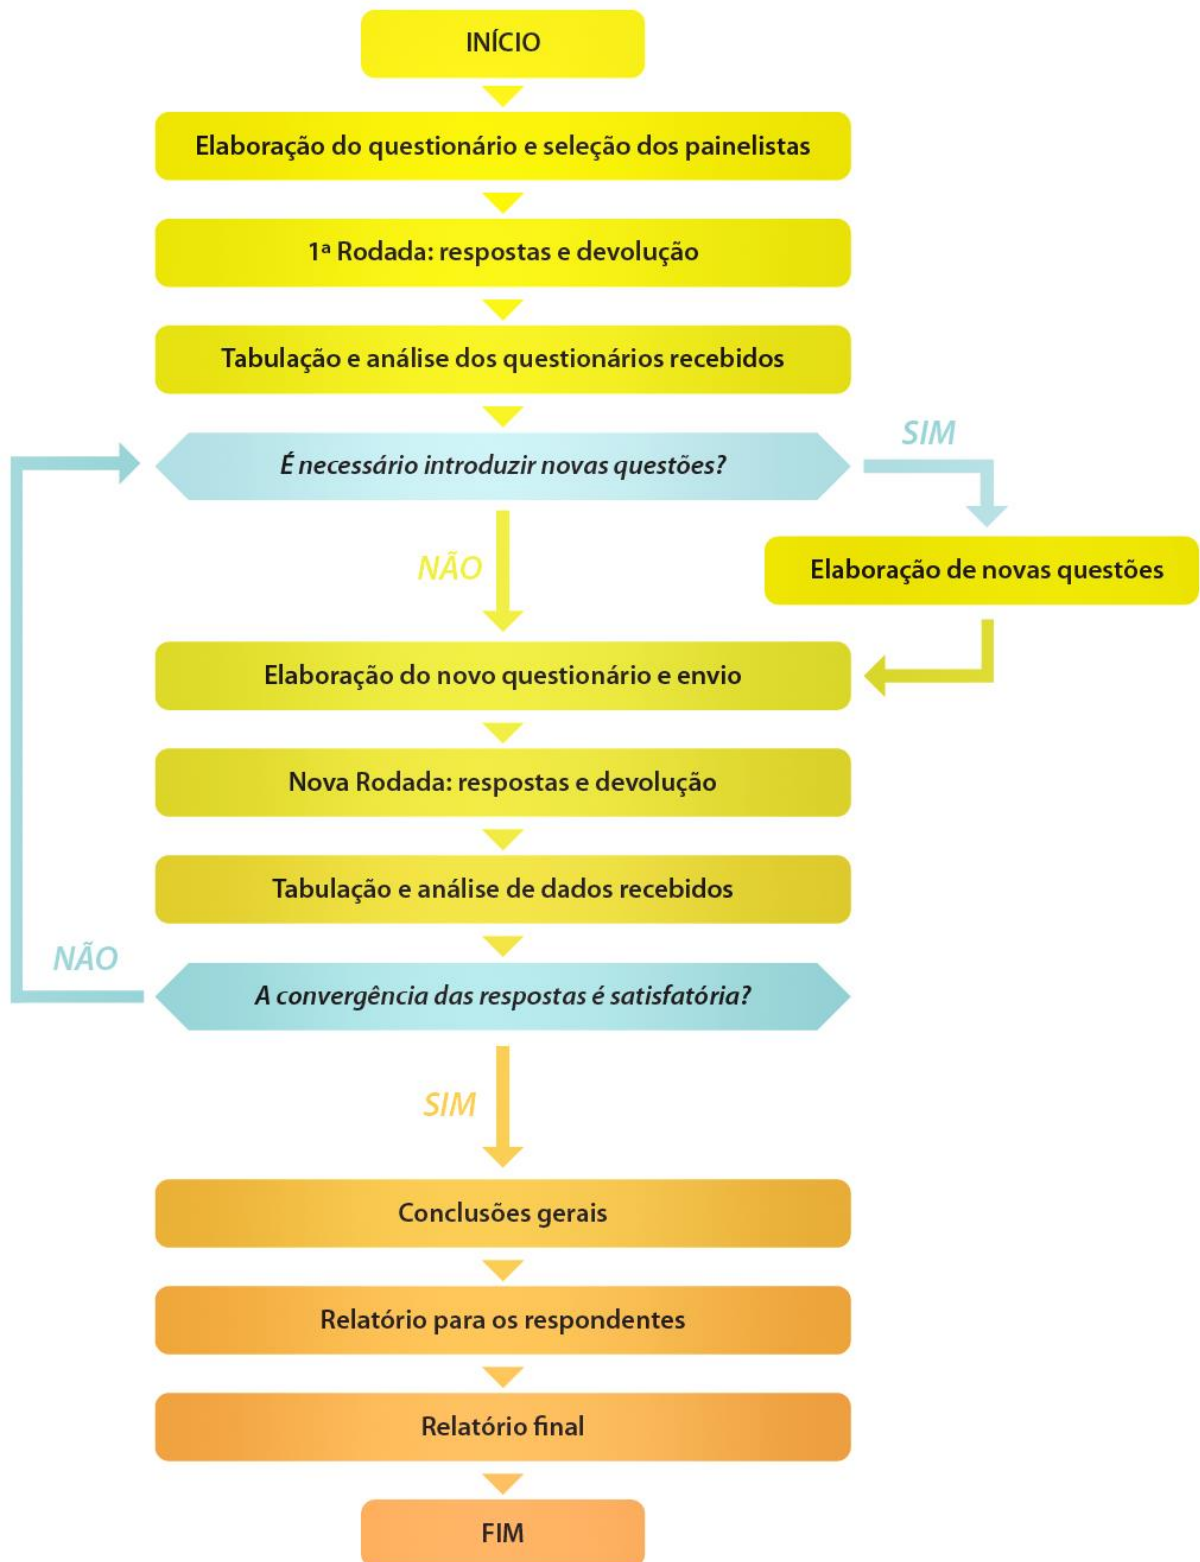 INÍCIO
Elaboração do questionário e seleção dos painelistas
1ª Rodada: respostas e devolução
Tabulação e análise dos questionários recebidos
É necessário introduzir novas questões?
SIM
NÃO
Elaboração de novas questões
Elaboração do novo questionário e envio
Nova Rodada: respostas e devolução
Tabulação e análise de dados recebidos
A convergência das respostas é satisfatória?
NÃO
SIM
Conclusões gerais
Relatório para os respondentes
Relatório final
FIM